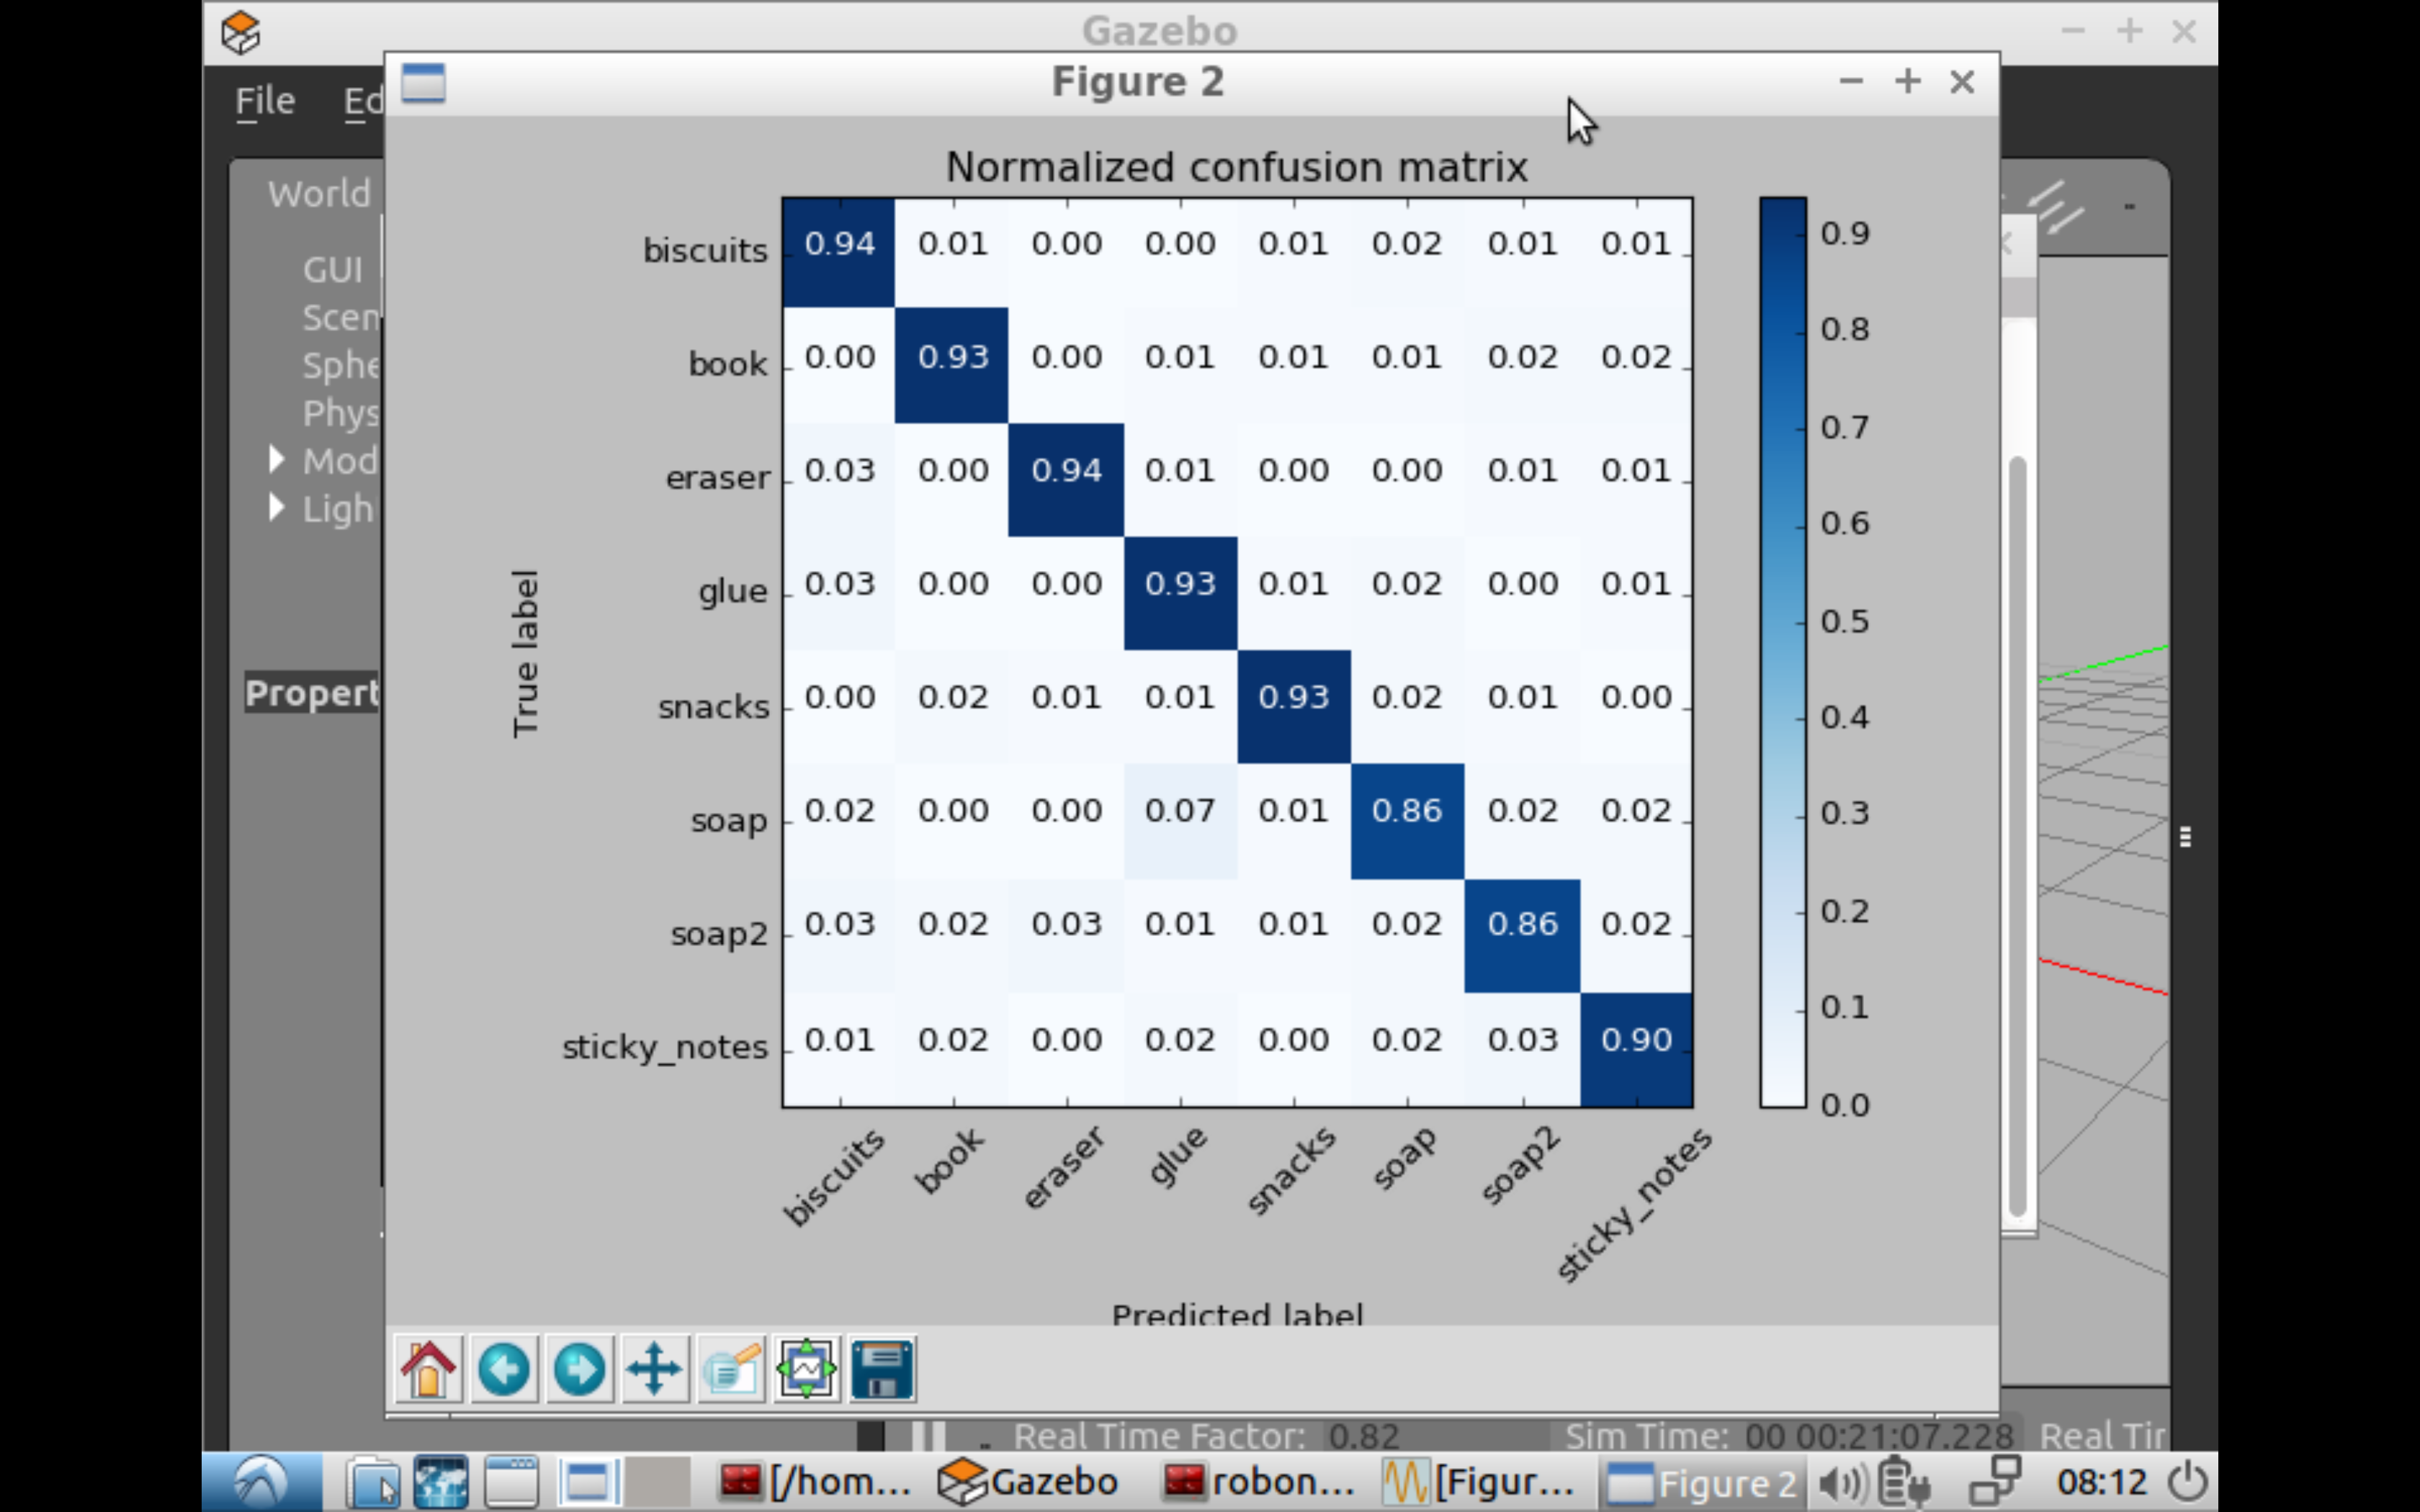 Gazebo
Figure 2
File Ed
Normalized confusion matrix
World
GUI
Scen
Sphe
Phys
Mod
Ligh
Propert
True label
biscuits 0.94 0.01 0.00 0.00 0.01 0.02 0.01 0.01
book 0.00 0.93 0.00 0.01 0.01 0.01 0.02 0.02
eraser 0.03 0.00 0.94 0.01 0.00 0.00 0.01 0.01
glue 0.03 0.00 0.00 0.93 0.01 0.02 0.00 0.01
snacks 0.00 0.02 0.01 0.01 0.93 0.02 0.01 0.00
soap 0.02 0.00 0.00 0.07 0.01 0.86 0.02 0.02
soap2 0.03 0.02 0.03 0.01 0.01 0.02 0.86 0.02
sticky_notes 0.01 0.02 0.00 0.02 0.00 0.02 0.03 0.90
0.9
0.8
0.7
0.6
0.5
0.4
0.3
0.2
0.1
0.0
biscuits book eraser glue snacks soap soap2 sticky_notes
Predicted label
Real Time Factor: 0.82 Sim Time: 00 00:21:07.228 Real Tir
[/hom... Gazebo robon... [Figur... Figure 2 08:12